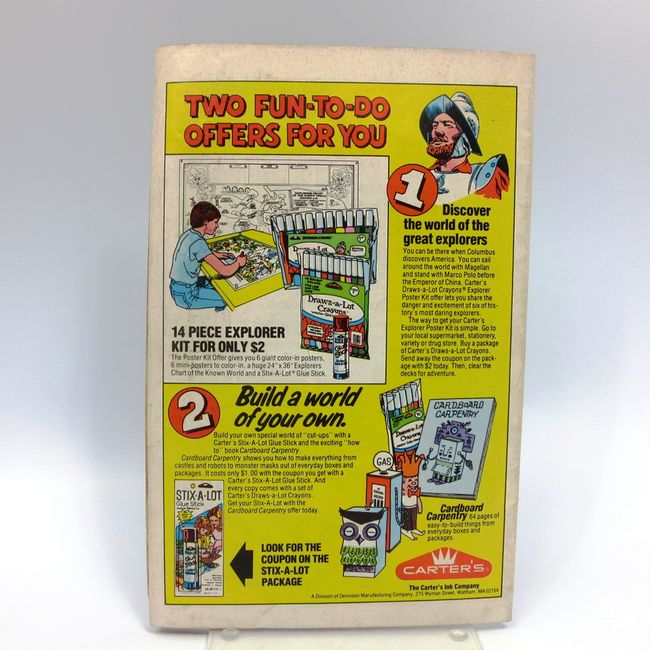 TWO FUN-TO-DO
OFFERS FOR YOU
1
Discover
the world of the
great explorers
You can be there when Columbus
discovers America. You can sail
around the world with Magellan
and stand with Marco Polo before
the Emperor of China. Carter's
Draws-a-Lot Crayons® Explorer
Poster Kit offer lets you share the
danger and excitement of six of his-
tory's most daring explorers.
The way to get your Carter's
Explorer Poster Kit is simple. Go to
your local supermarket, stationery,
variety or drug store. Buy a package
of Carter's Draws-a-Lot Crayons.
Send away the coupon on the pack-
age with $2 today. Then, clear the
decks for adventure.
Draws-a-Lot
Crayons
14 PIECE EXPLORER
KIT FOR ONLY $2
The Poster Kit Offer gives you 6 giant color-in posters,
6 mini-posters to color-in, a huge 24" x 36" Explorers
Chart of the Known World and a Stix-A-Lot® Glue Stick.
2
Build a world
of your own.
Build your own special world of "cut-ups" with a
Carter's Stix-A-Lot Glue Stick and the exciting "how
to" book Cardboard Carpentry.
Cardboard Carpentry shows you how to make everything from
castles and robots to monster masks out of everyday boxes and
packages. It costs only $1.00 with the coupon you get with a
Carter's Stix-A-Lot Glue Stick. And
every copy comes with a set of
Carter's Draws-a-Lot Crayons.
Get your Stix-A-Lot with the
Cardboard Carpentry offer today.
STIX-A-LOT
Glue Stick
LOOK FOR THE
COUPON ON THE
STIX-A-LOT
PACKAGE
Draws-a-Lot
Crayons
CARDBOARD
CARPENTRY
GAS
Cardboard
Carpentry 64 pages of
easy-to-build things from
everyday boxes and
packages.
CARTER'S
The Carter's Ink Company
A Division of Dennison Manufacturing Company, 275 Wyman Street, Waltham, MA 02154